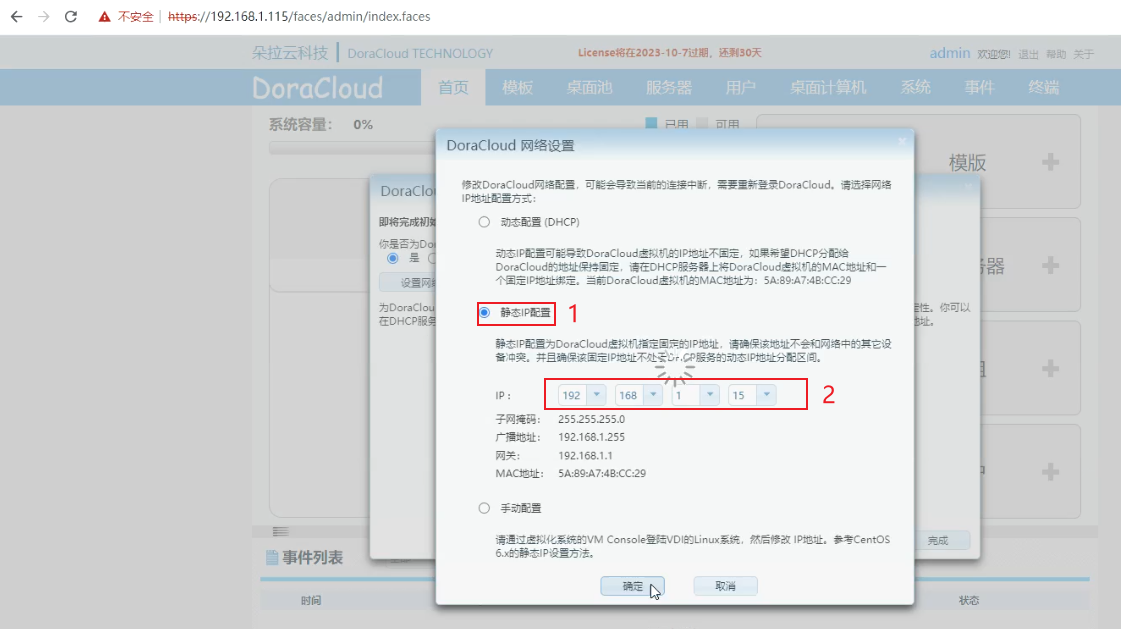 不安全 https://192.168.1.115/faces/admin/index.faces
朵拉云科技 DoraCloud TECHNOLOGY License将在2023-10-7过期，还剩30天 admin 欢迎您! 退出 帮助 关于
DoraCloud 首页 模板 桌面池 服务器 用户 桌面计算机 系统 事件 终端
系统容量： 0% 已用 可用
模版
DoraCloud 网络设置
修改DoraCloud网络配置，可能会导致当前的连接中断，需要重新登录DoraCloud。请选择网络
IP地址配置方式：
动态配置 (DHCP)
动态IP配置可能导致DoraCloud虚拟机的IP地址不固定，如果希望DHCP分配给
DoraCloud的地址保持固定，请在DHCP服务器上将DoraCloud虚拟机的MAC地址和一
个固定IP地址绑定。当前DoraCloud虚拟机的MAC地址为：5A:89:A7:4B:CC:29
静态IP配置 1
静态IP配置为DoraCloud虚拟机指定固定的IP地址，请确保该地址不会和网络中的其它设
备冲突。并且确保该固定IP地址不处于DHCP服务的动态IP地址分配区间。
IP： 192 168 1 15 2
子网掩码： 255.255.255.0
广播地址： 192.168.1.255
网关： 192.168.1.1
MAC地址： 5A:89:A7:4B:CC:29
手动配置
请通过虚拟化系统的VM Console登陆VDI的Linux系统，然后修改 IP地址。参考CentOS
6.x的静态IP设置方法。
确定 取消
DoraClou
即将完成初始
你是否为Dor
是
设置网络
为DoraClou
在DHCP服务
性。你可以
地址。
器
完成
事件列表
时间 状态